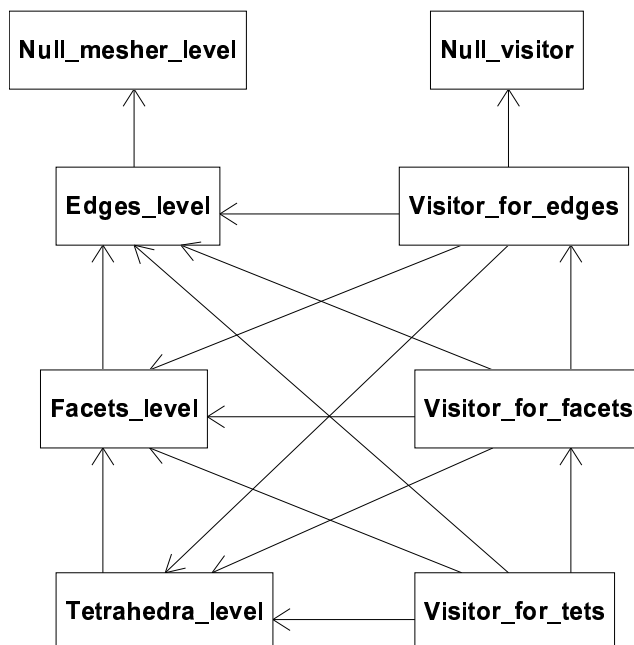 Null_mesher_level
Null_visitor
Edges_level
Visitor_for_edges
Facets_level
Visitor_for_facets
Tetrahedra_level
Visitor_for_tets